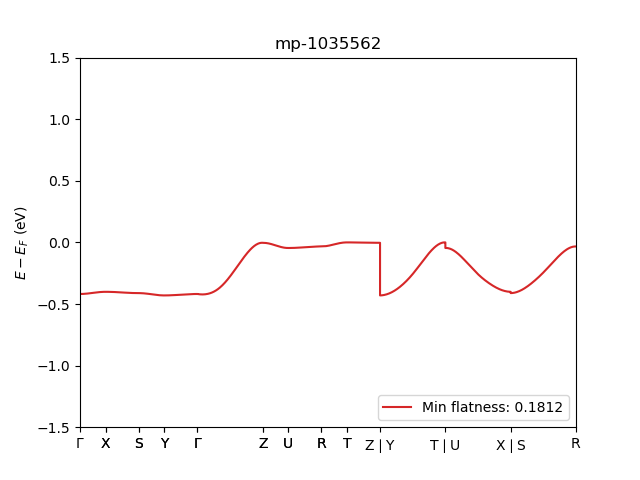 mp-1035562
E − E_F (eV)
1.5
1.0
0.5
0.0
−0.5
−1.0
−1.5
Min flatness: 0.1812
Γ X S Y Γ Z U R T Z | Y T | U X | S R